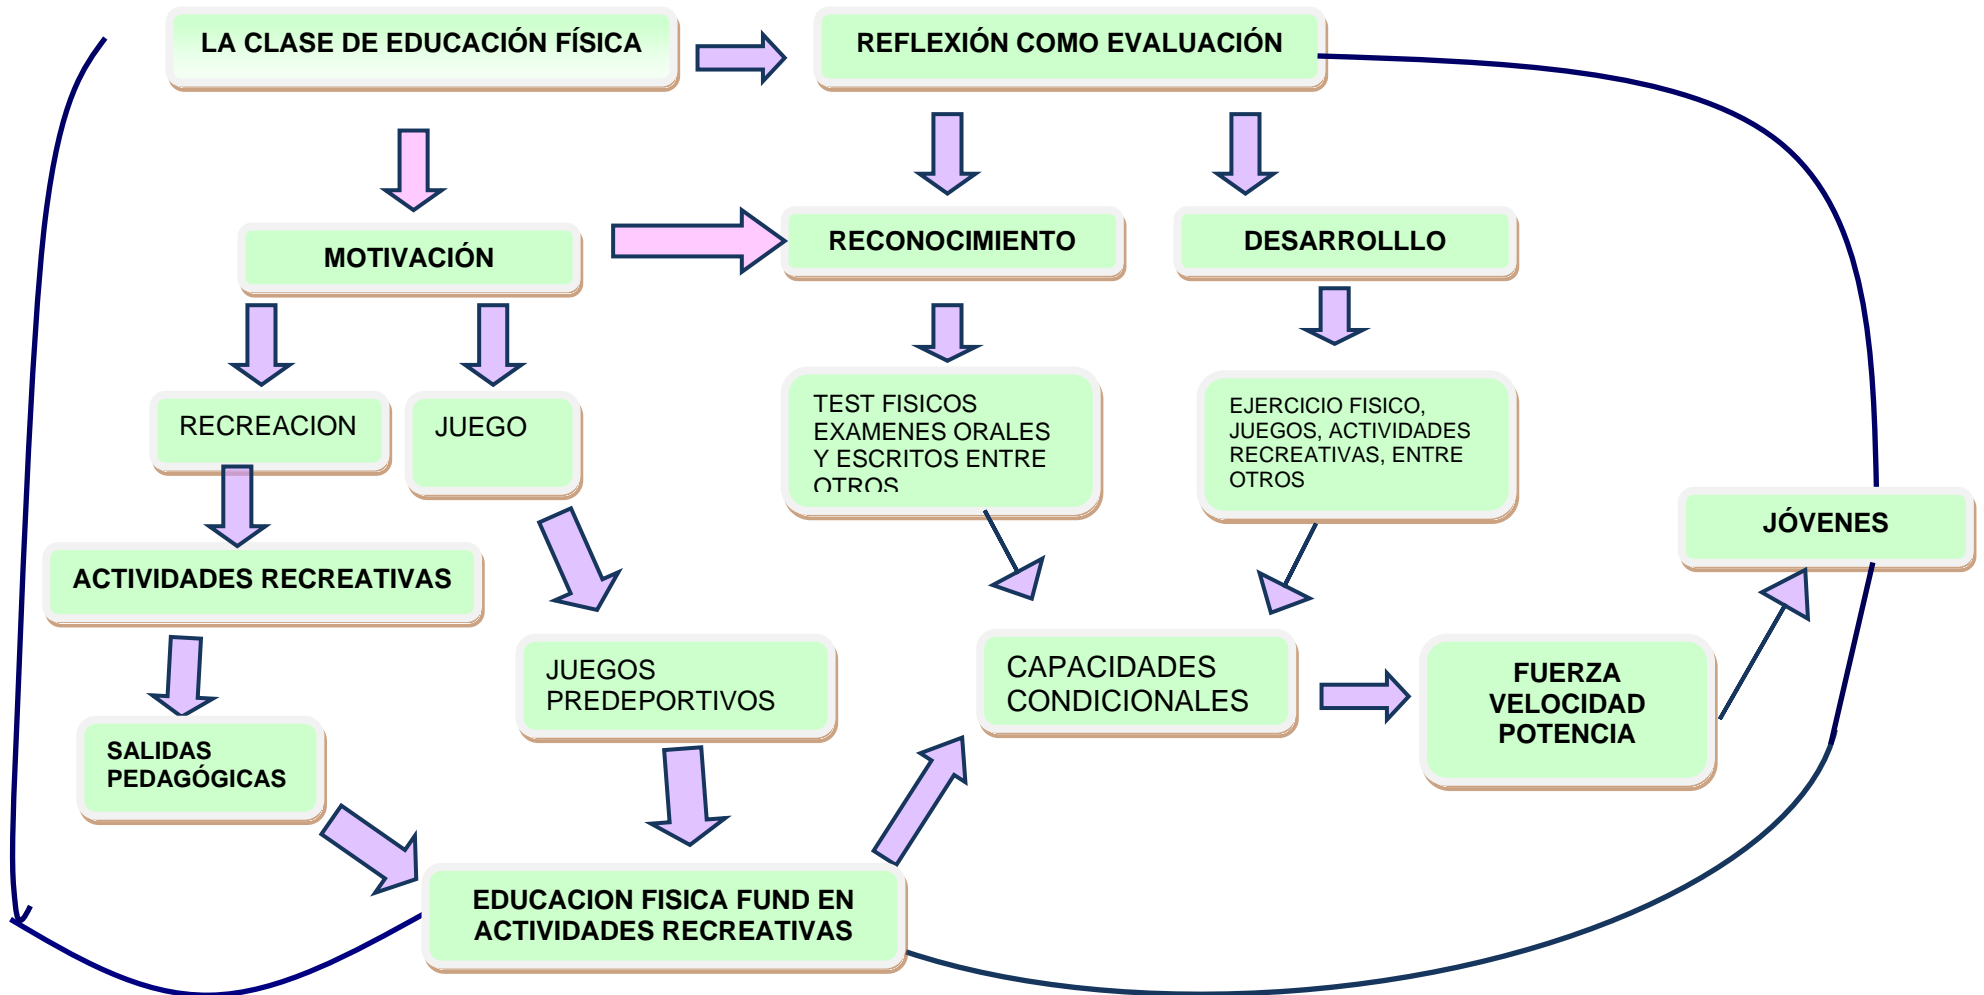 LA CLASE DE EDUCACIÓN FÍSICA
REFLEXIÓN COMO EVALUACIÓN
MOTIVACIÓN
RECONOCIMIENTO
DESARROLLLO
RECREACION
JUEGO
TEST FISICOS
EXAMENES ORALES
Y ESCRITOS ENTRE
OTROS
EJERCICIO FISICO,
JUEGOS, ACTIVIDADES
RECREATIVAS, ENTRE
OTROS
JÓVENES
ACTIVIDADES RECREATIVAS
JUEGOS
PREDEPORTIVOS
CAPACIDADES
CONDICIONALES
FUERZA
VELOCIDAD
POTENCIA
SALIDAS
PEDAGÓGICAS
EDUCACION FISICA FUND EN
ACTIVIDADES RECREATIVAS